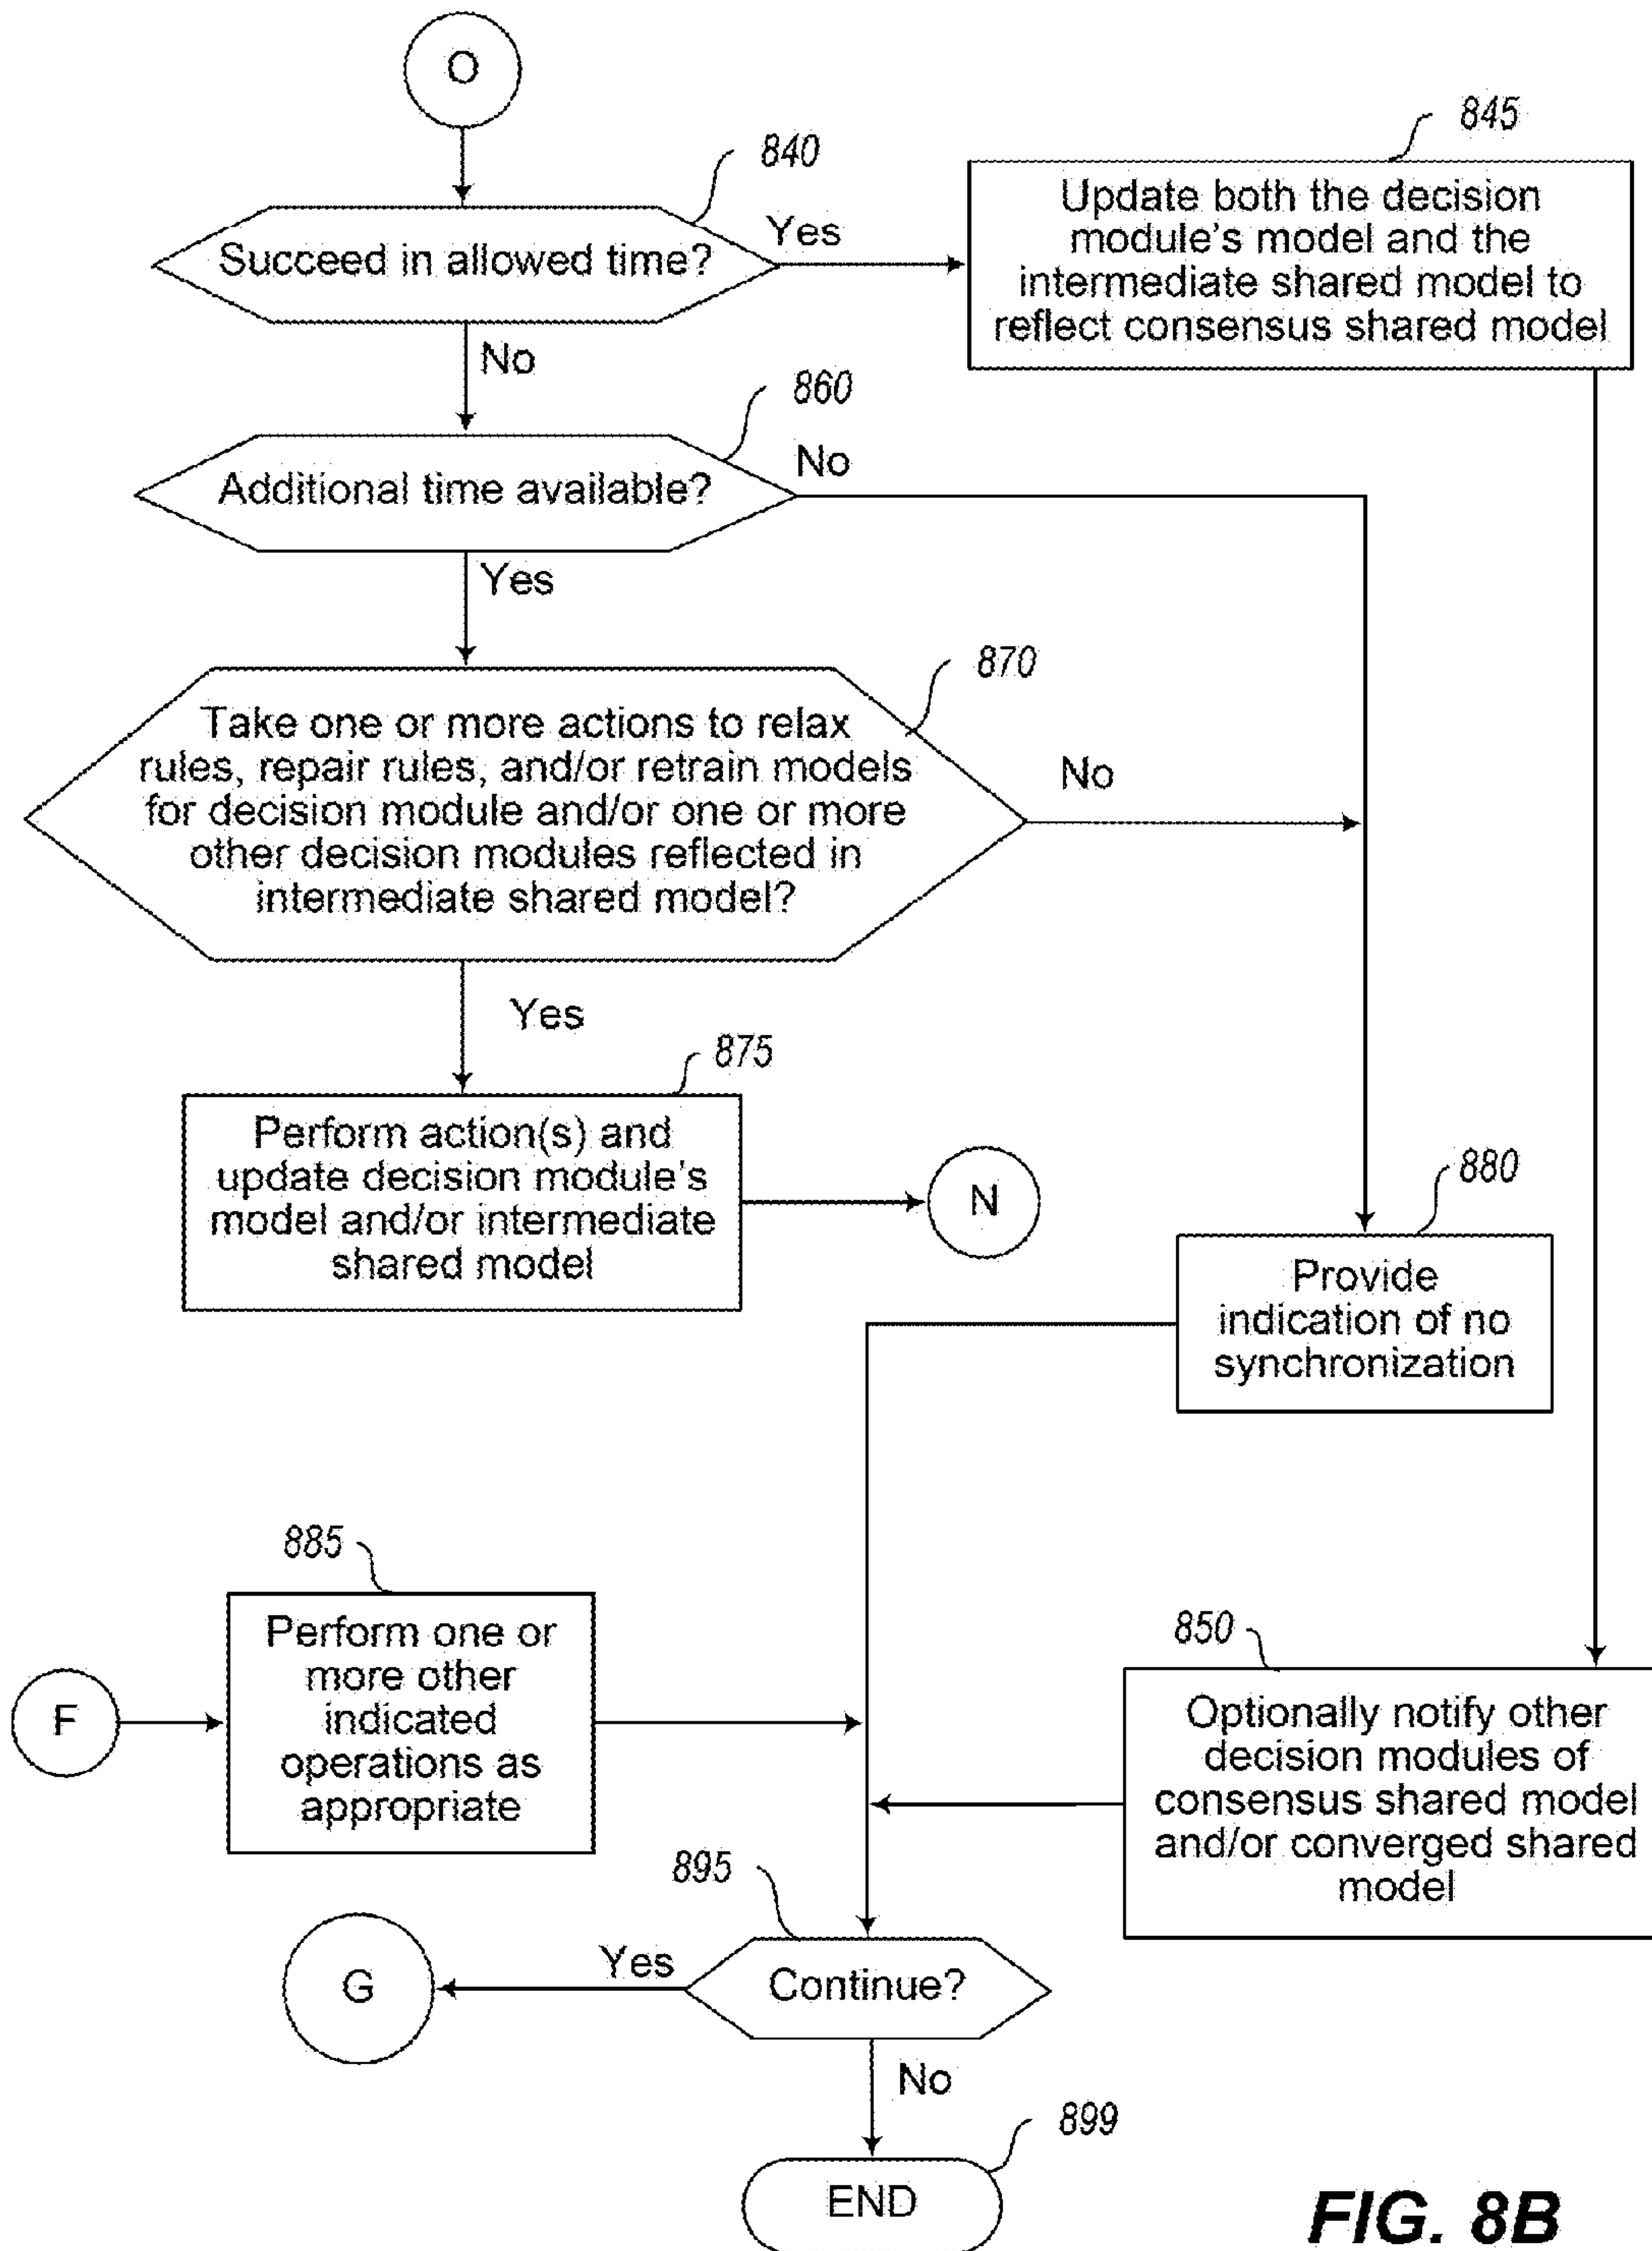 O
840
Succeed in allowed time?
Yes
845
Update both the decision
module's model and the
intermediate shared model to
reflect consensus shared model
No
860
Additional time available?
No
Yes
870
Take one or more actions to relax
rules, repair rules, and/or retrain models
for decision module and/or one or more
other decision modules reflected in
intermediate shared model?
No
Yes
875
Perform action(s) and
update decision module's
model and/or intermediate
shared model
N
880
Provide
indication of no
synchronization
885
F
Perform one or
more other
indicated
operations as
appropriate
850
Optionally notify other
decision modules of
consensus shared model
and/or converged shared
model
895
Continue?
Yes
G
No
899
END
FIG. 8B